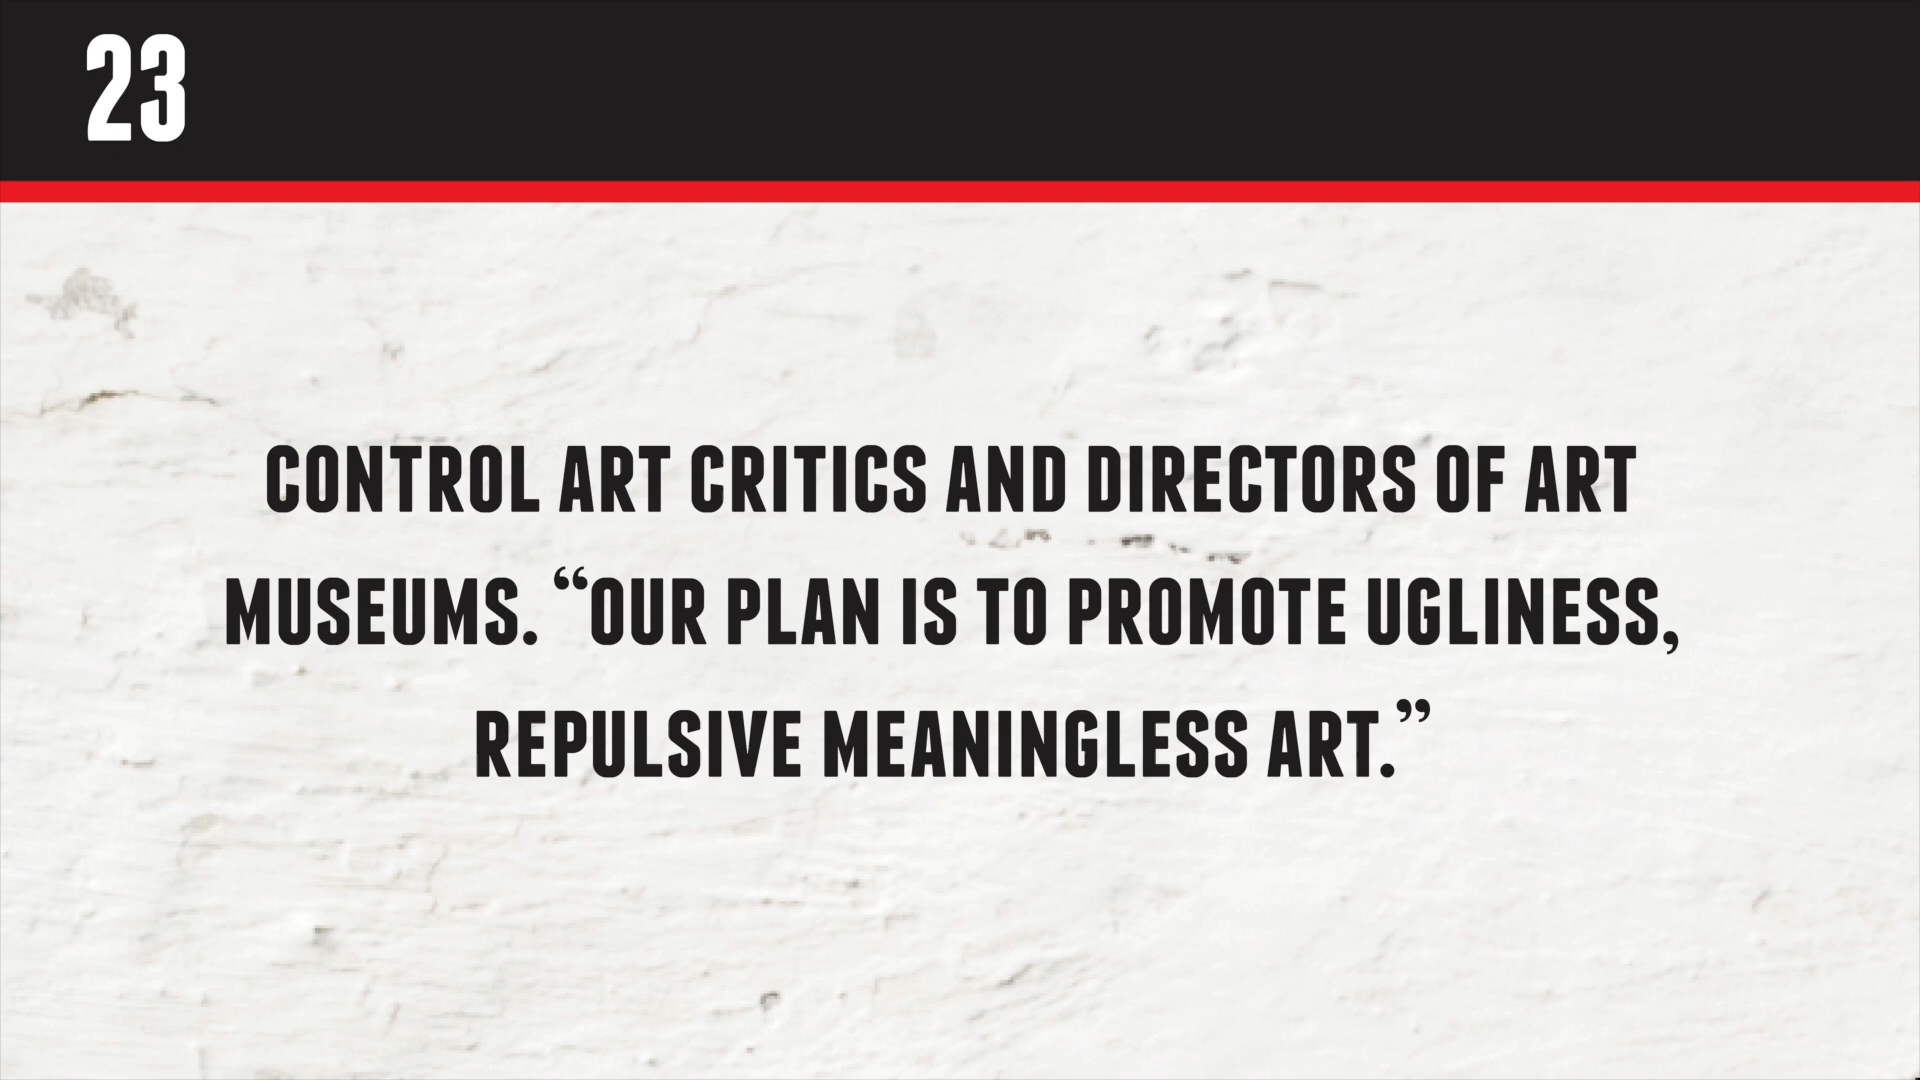 23
CONTROL ART CRITICS AND DIRECTORS OF ART
MUSEUMS. “OUR PLAN IS TO PROMOTE UGLINESS,
REPULSIVE MEANINGLESS ART.”